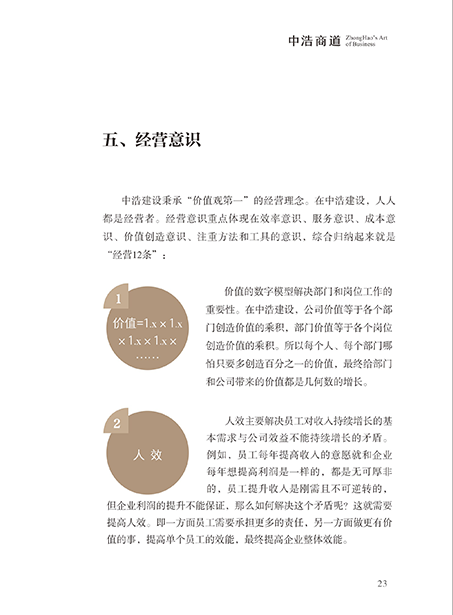 中浩商道 ZhongHao's Art
of Business
五、经营意识
中浩建设秉承“价值观第一”的经营理念。在中浩建设，人人
都是经营者。经营意识重点体现在效率意识、服务意识、成本意
识、价值创造意识、注重方法和工具的意识，综合归纳起来就是
“经营12条”：
1
价值=1.x × 1.x
× 1.x × 1.x ×
……
价值的数字模型解决部门和岗位工作的
重要性。在中浩建设，公司价值等于各个部
门创造价值的乘积，部门价值等于各个岗位
创造价值的乘积。所以每个人、每个部门哪
怕只要多创造百分之一的价值，最终给部门
和公司带来的价值都是几何数的增长。
2
人 效
人效主要解决员工对收入持续增长的基
本需求与公司效益不能持续增长的矛盾。
例如，员工每年提高收入的意愿就和企业
每年想提高利润是一样的，都是无可厚非
的，员工提升收入是刚需且不可逆转的，
但企业利润的提升不能保证，那么如何解决这个矛盾呢？这就需要
提高人效。即一方面员工需要承担更多的责任，另一方面做更有价
值的事，提高单个员工的效能，最终提高企业整体效能。
23